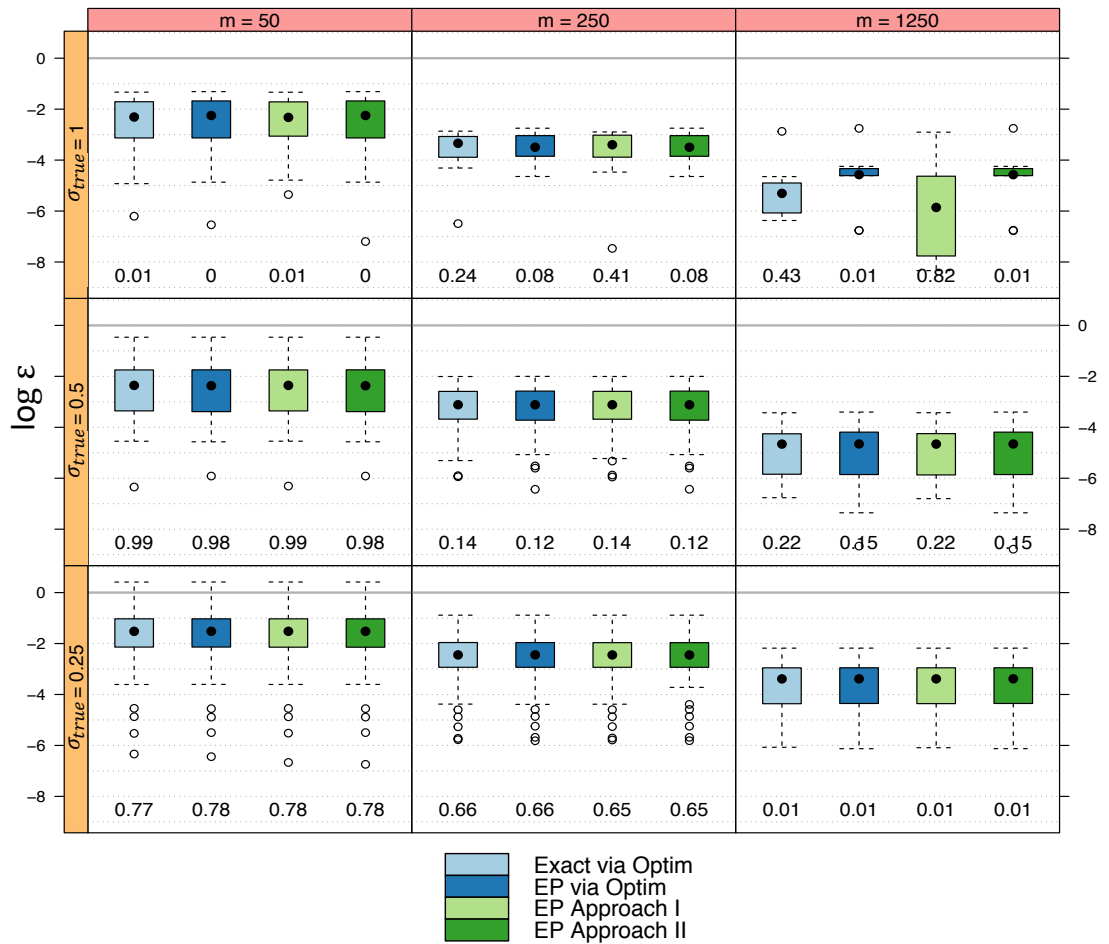 m = 50 m = 250 m = 1250
log ε
σtrue = 1
0
−2
−4
−6
−8
0.01 0 0.01 0 0.24 0.08 0.41 0.08 0.43 0.01 0.82 0.01
σtrue = 0.5
0
−2
−4
−6
−8
0.99 0.98 0.99 0.98 0.14 0.12 0.14 0.12 0.22 0.15 0.22 0.15
σtrue = 0.25
0
−2
−4
−6
−8
0.77 0.78 0.78 0.78 0.66 0.66 0.65 0.65 0.01 0.01 0.01 0.01
Exact via Optim
EP via Optim
EP Approach I
EP Approach II